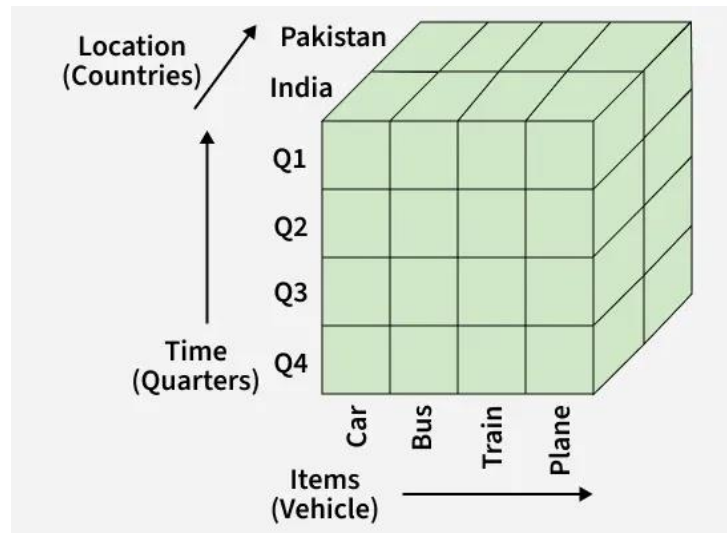 Location
(Countries)
Pakistan
India
Q1
Q2
Q3
Q4
Time
(Quarters)
Car
Bus
Train
Plane
Items
(Vehicle)